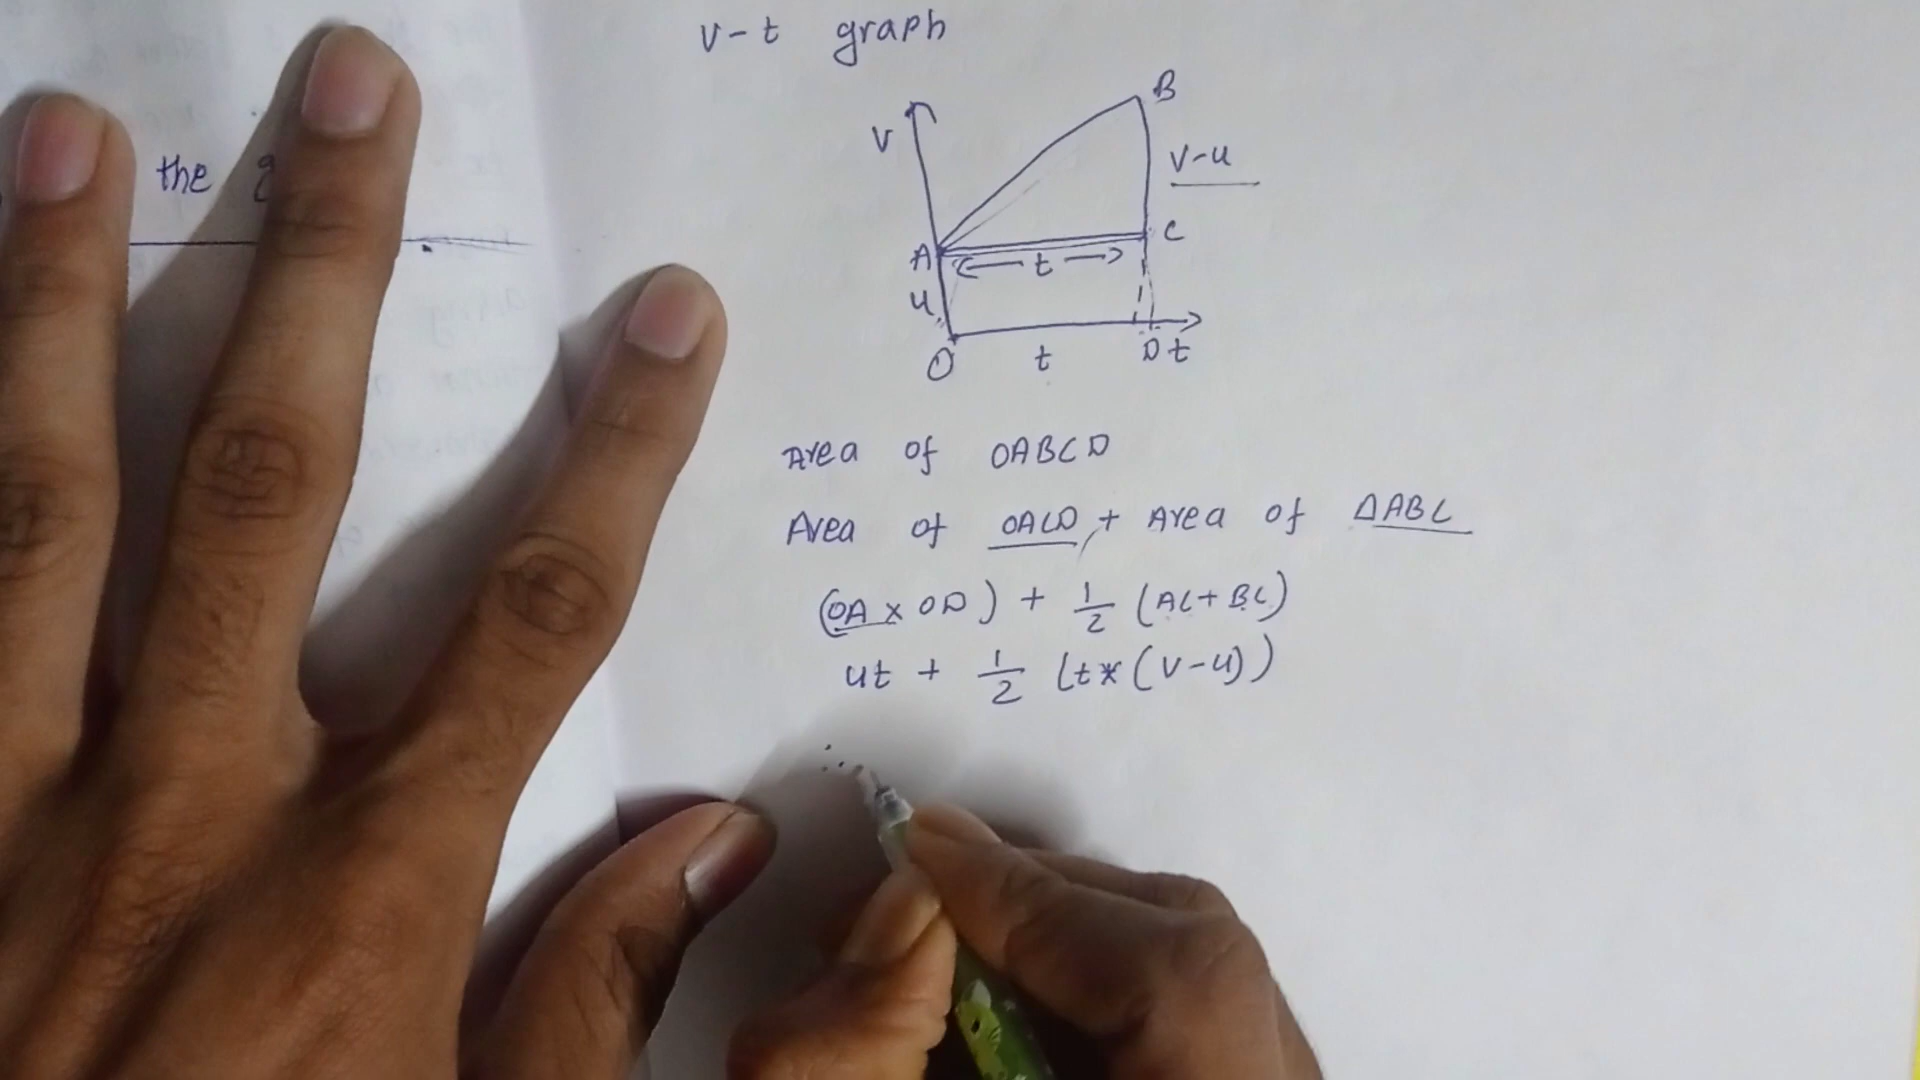 v-t graph
the
B
V
V-u
A
C
t
u
O
t
D
t
Area of OABCD
Area of OACD + Area of ΔABC
(OA x OD) + 1/2 (AC+BC)
ut + 1/2 (t*(V-u))